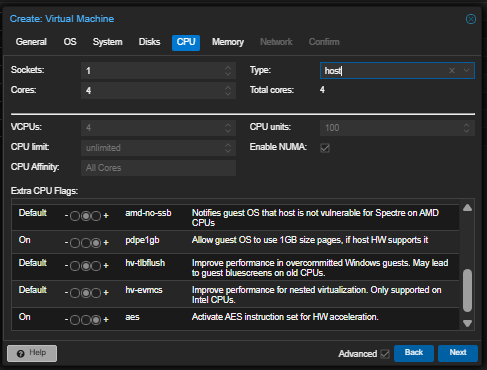 Create: Virtual Machine
General OS System Disks CPU Memory Network Confirm
Sockets: 1 Type: host
Cores: 4 Total cores: 4
VCPUs: 4 CPU units: 100
CPU limit: unlimited Enable NUMA:
CPU Affinity: All Cores
Extra CPU Flags:
Default - + amd-no-ssb Notifies guest OS that host is not vulnerable for Spectre on AMD
CPUs
On - + pdpe1gb Allow guest OS to use 1GB size pages, if host HW supports it
Default - + hv-tlbflush Improve performance in overcommitted Windows guests. May lead
to guest bluescreens on old CPUs.
Default - + hv-evmcs Improve performance for nested virtualization. Only supported on
Intel CPUs.
On - + aes Activate AES instruction set for HW acceleration.
? Help Advanced Back Next